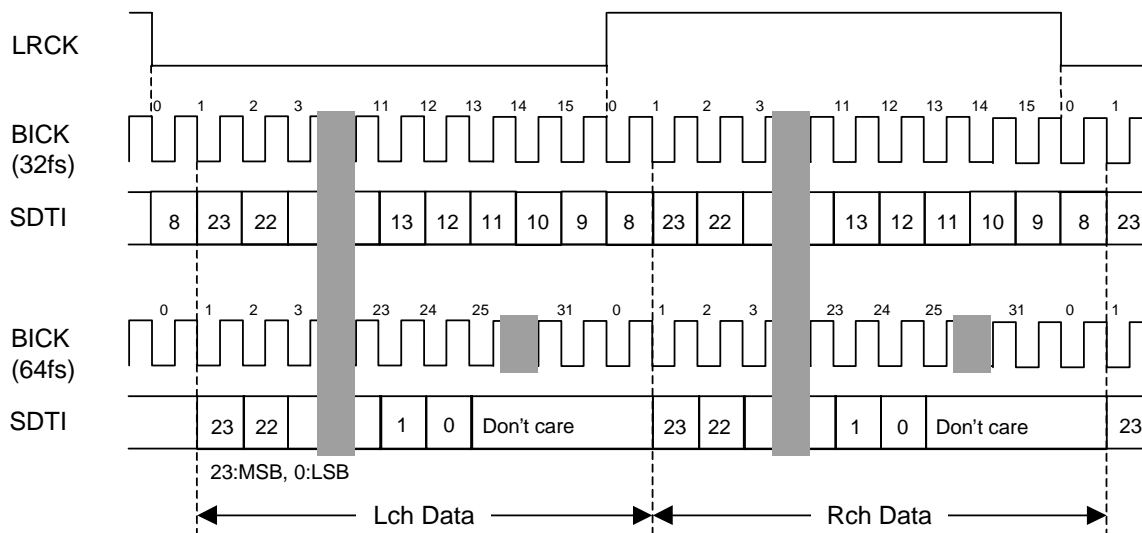 LRCK
0 1 2 3 11 12 13 14 15 0 1 2 3 11 12 13 14 15 0 1
BICK
(32fs)
SDTI 8 23 22 13 12 11 10 9 8 23 22 13 12 11 10 9 8 23
0 1 2 3 23 24 25 31 0 1 2 3 23 24 25 31 0 1
BICK
(64fs)
SDTI 23 22 1 0 Don't care 23 22 1 0 Don't care 23
23:MSB, 0:LSB
Lch Data Rch Data